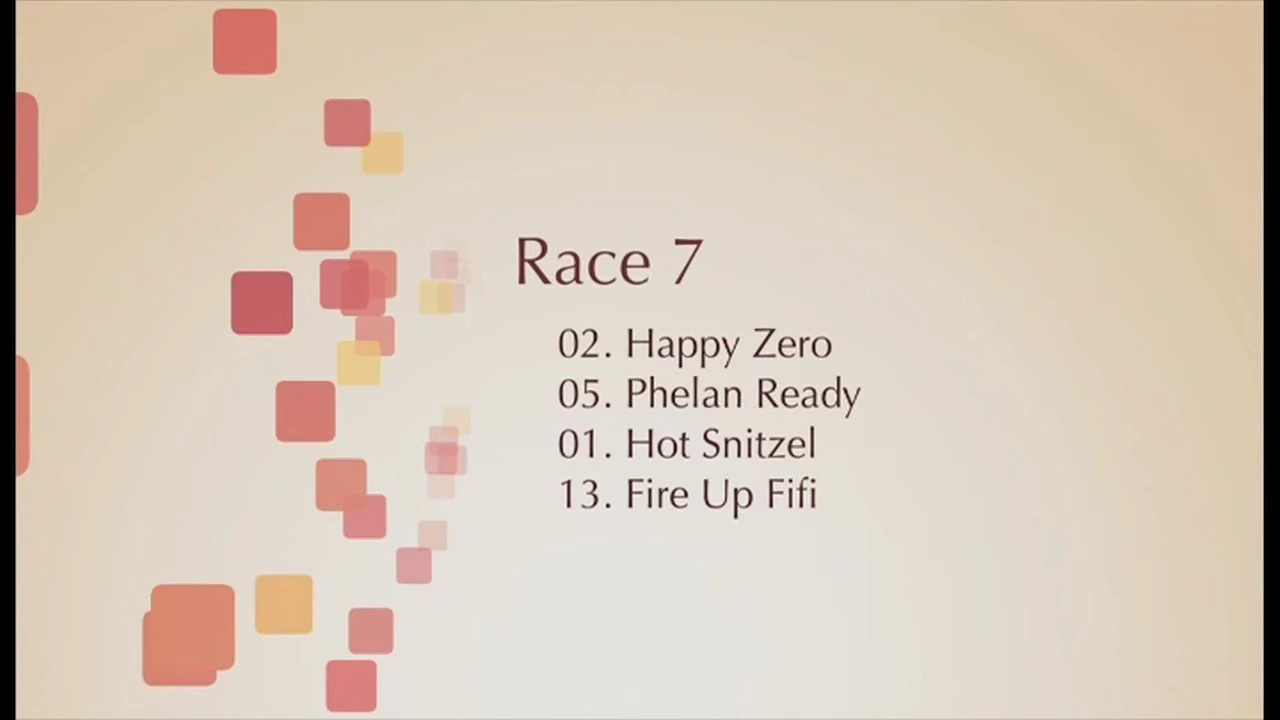 Race 7
02. Happy Zero
05. Phelan Ready
01. Hot Snitzel
13. Fire Up Fifi